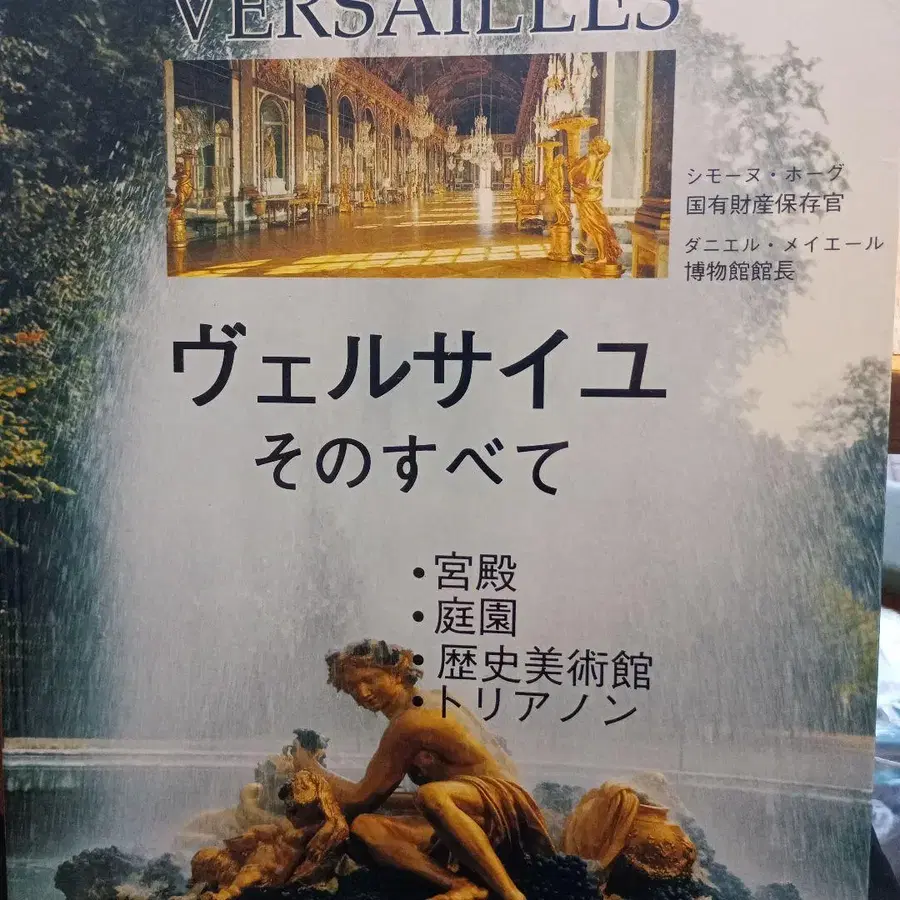 VERSAILLES
シモーヌ・ホーグ
国有財産保存官
ダニエル・メイエール
博物館館長
ヴェルサイユ
そのすべて
・宮殿
・庭園
・歴史美術館
・トリアノン